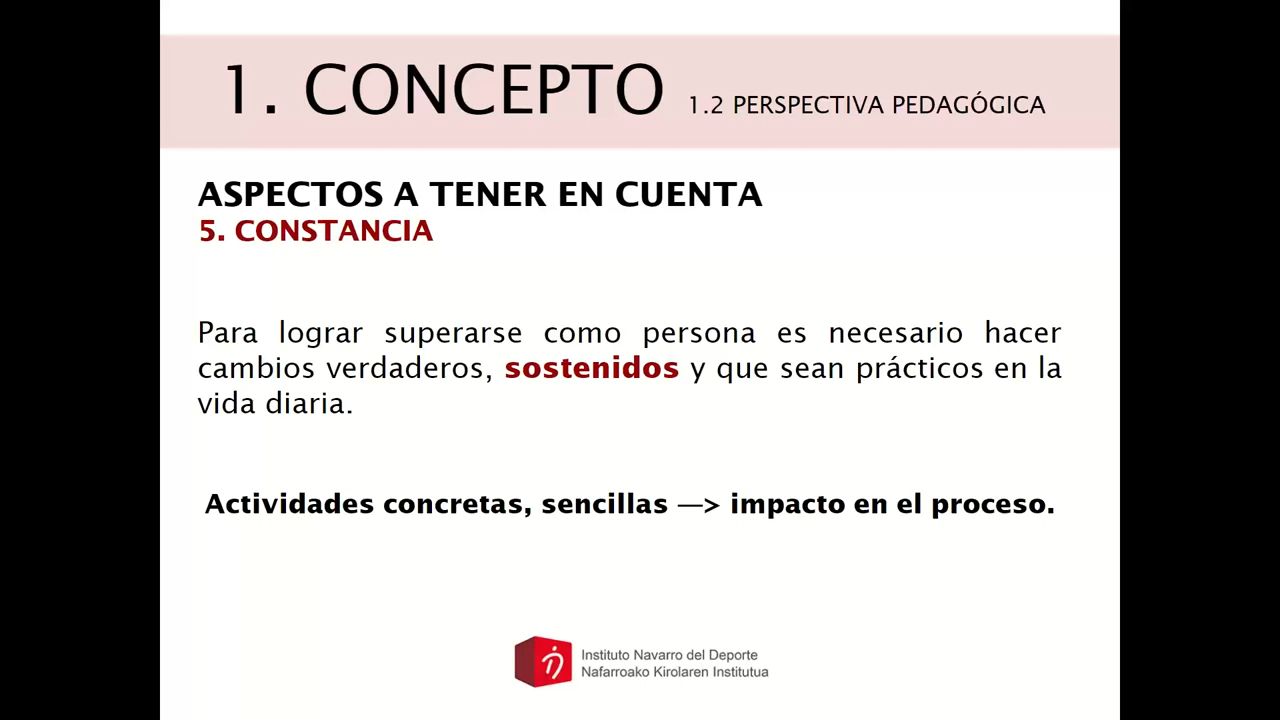 1. CONCEPTO 1.2 PERSPECTIVA PEDAGÓGICA
ASPECTOS A TENER EN CUENTA
5. CONSTANCIA
Para lograr superarse como persona es necesario hacer
cambios verdaderos, sostenidos y que sean prácticos en la
vida diaria.
Actividades concretas, sencillas —> impacto en el proceso.
Instituto Navarro del Deporte
Nafarroako Kirolaren Institutua